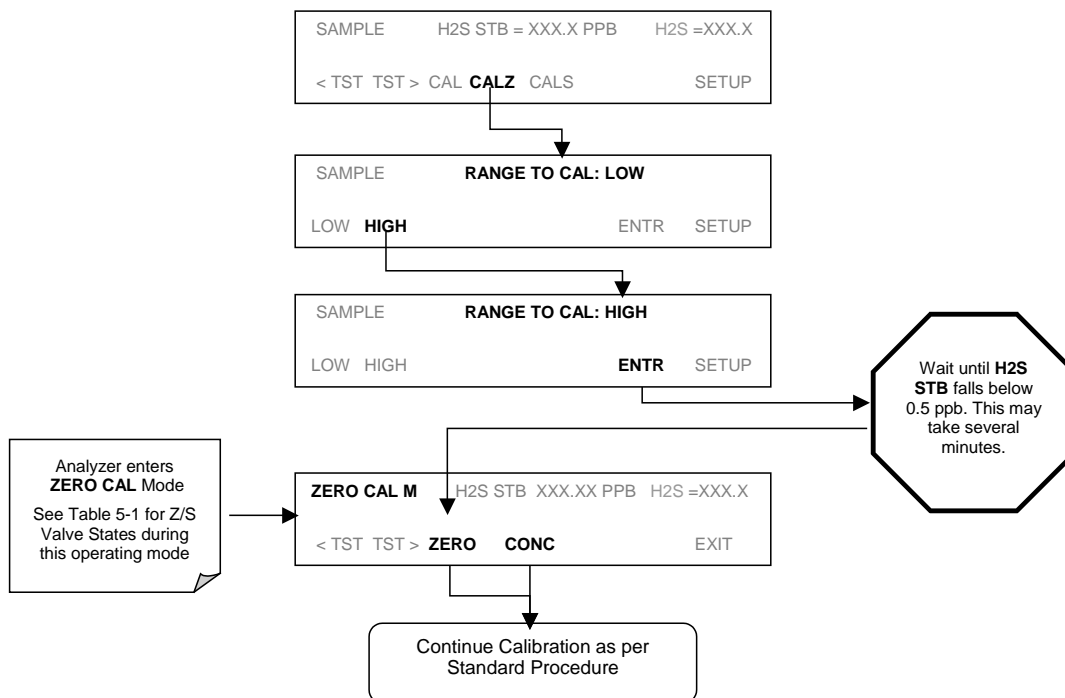 SAMPLE H2S STB = XXX.X PPB H2S =XXX.X
< TST TST > CAL CALZ CALS SETUP
SAMPLE RANGE TO CAL: LOW
LOW HIGH ENTR SETUP
SAMPLE RANGE TO CAL: HIGH
LOW HIGH ENTR SETUP
Wait until H2S
STB falls below
0.5 ppb. This may
take several
minutes.
Analyzer enters
ZERO CAL Mode
See Table 5-1 for Z/S
Valve States during
this operating mode
ZERO CAL M H2S STB XXX.XX PPB H2S =XXX.X
< TST TST > ZERO CONC EXIT
Continue Calibration as per
Standard Procedure